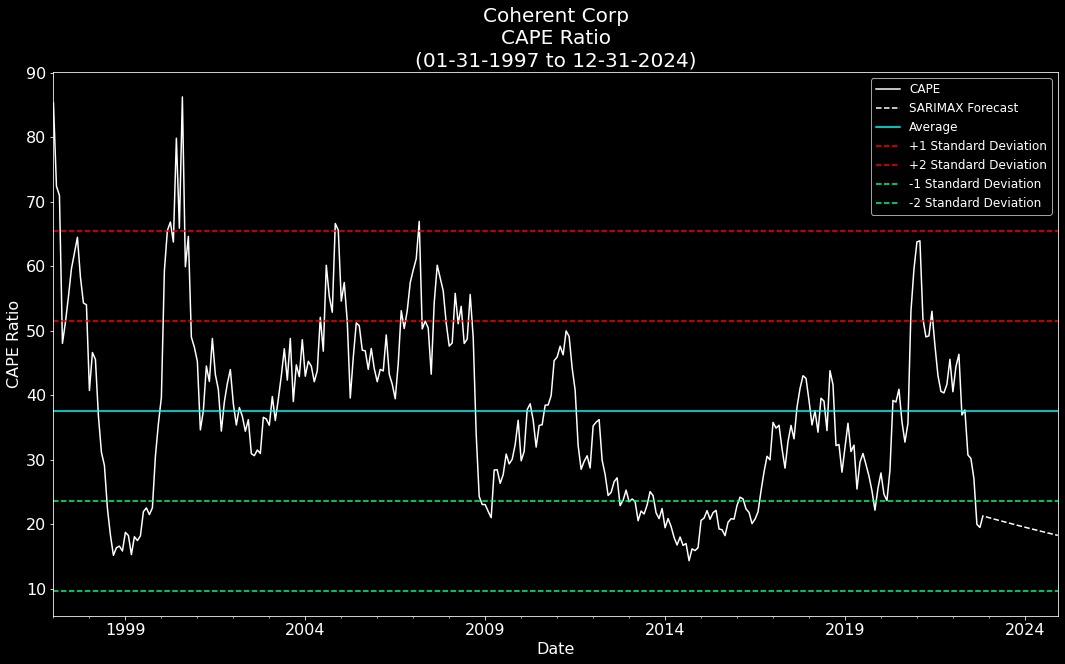 Coherent Corp
CAPE Ratio
(01-31-1997 to 12-31-2024)
CAPE
SARIMAX Forecast
Average
+1 Standard Deviation
+2 Standard Deviation
-1 Standard Deviation
-2 Standard Deviation
CAPE Ratio
90
80
70
60
50
40
30
20
10
1999
2004
2009
2014
2019
2024
Date